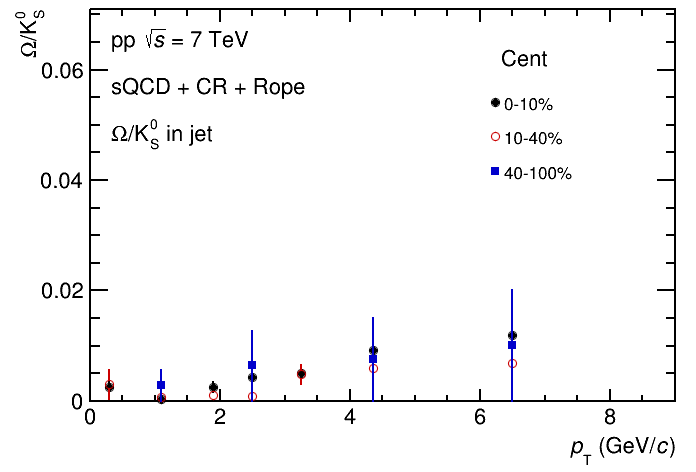 Ω/K⁰_S
pp √s = 7 TeV
sQCD + CR + Rope
Ω/K⁰_S in jet
Cent
0-10%
10-40%
40-100%
0.06
0.04
0.02
0
0 2 4 6 8
p_T (GeV/c)